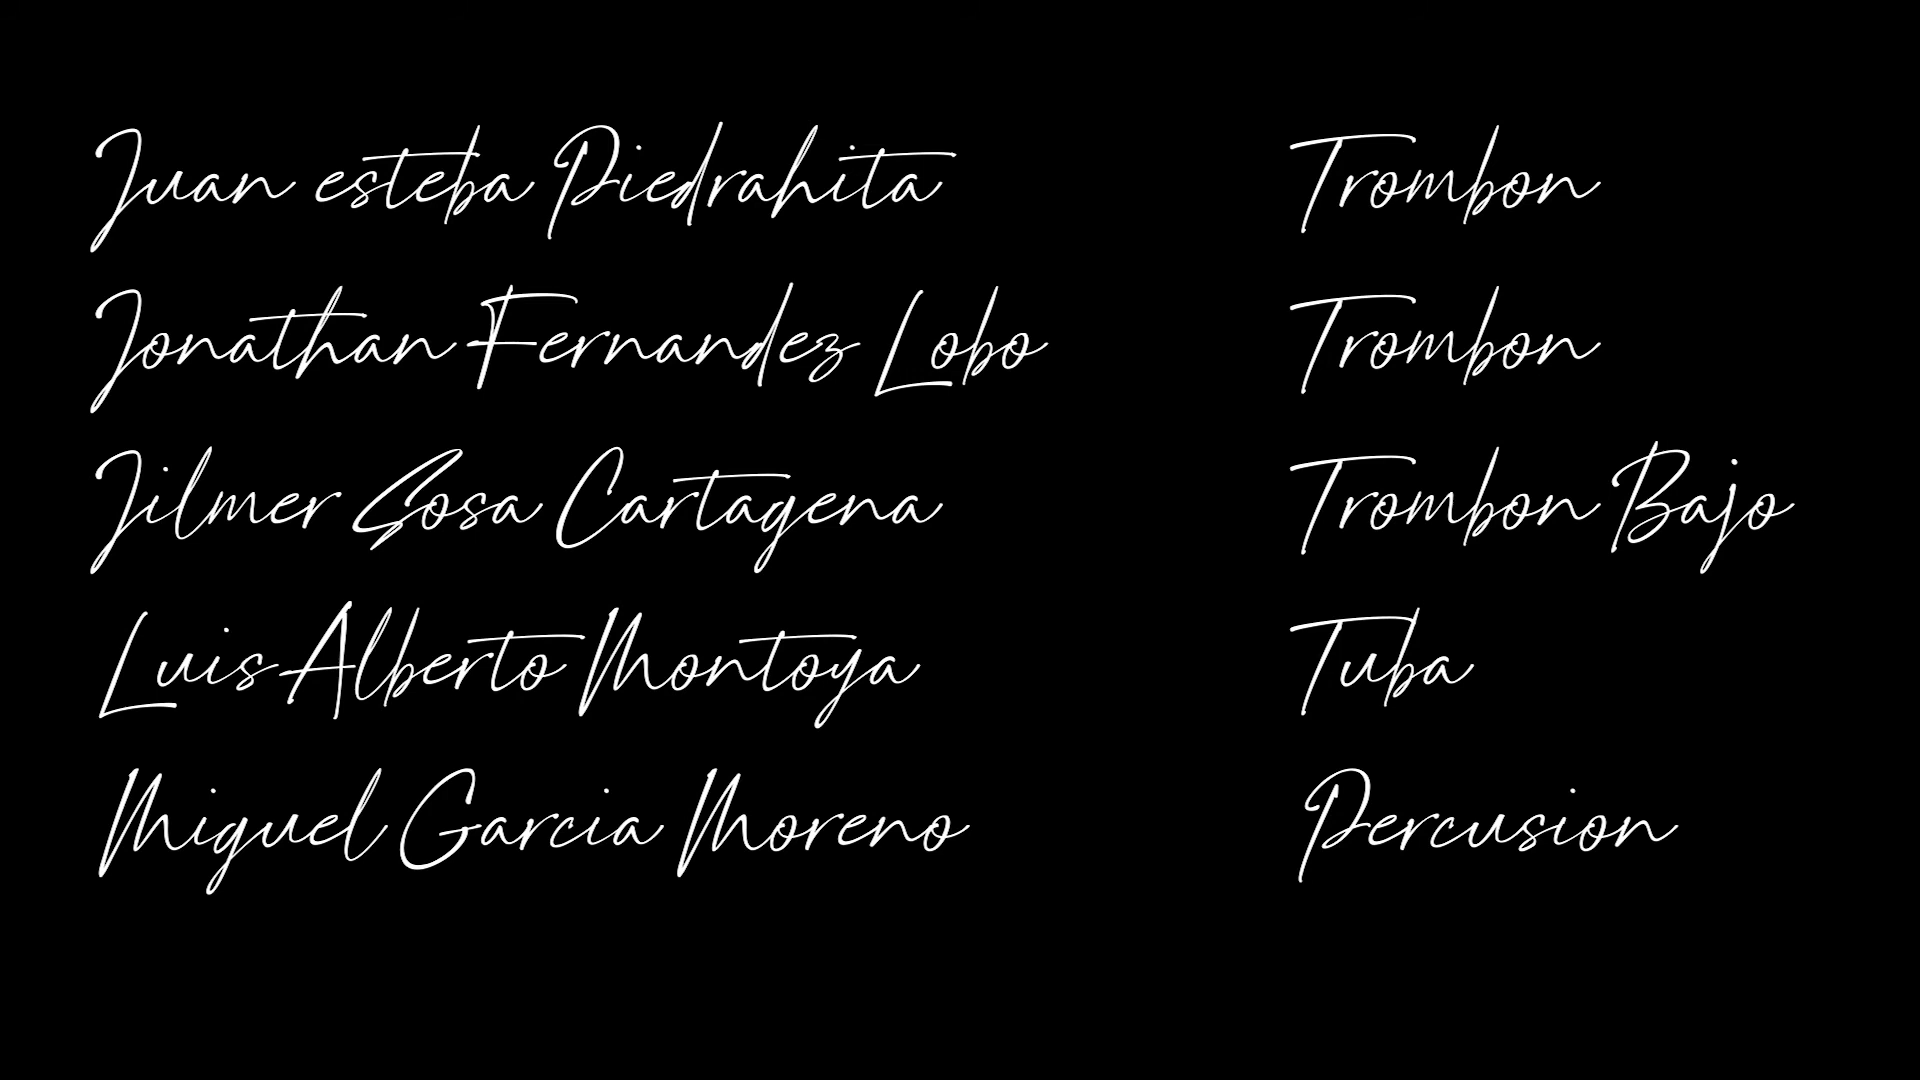 Juan esteba Piedrahita Trombon
Jonathan Fernandez Lobo Trombon
Jilmer Sosa Cartagena Trombon Bajo
Luis Alberto Montoya Tuba
Miguel Garcia Moreno Percusion